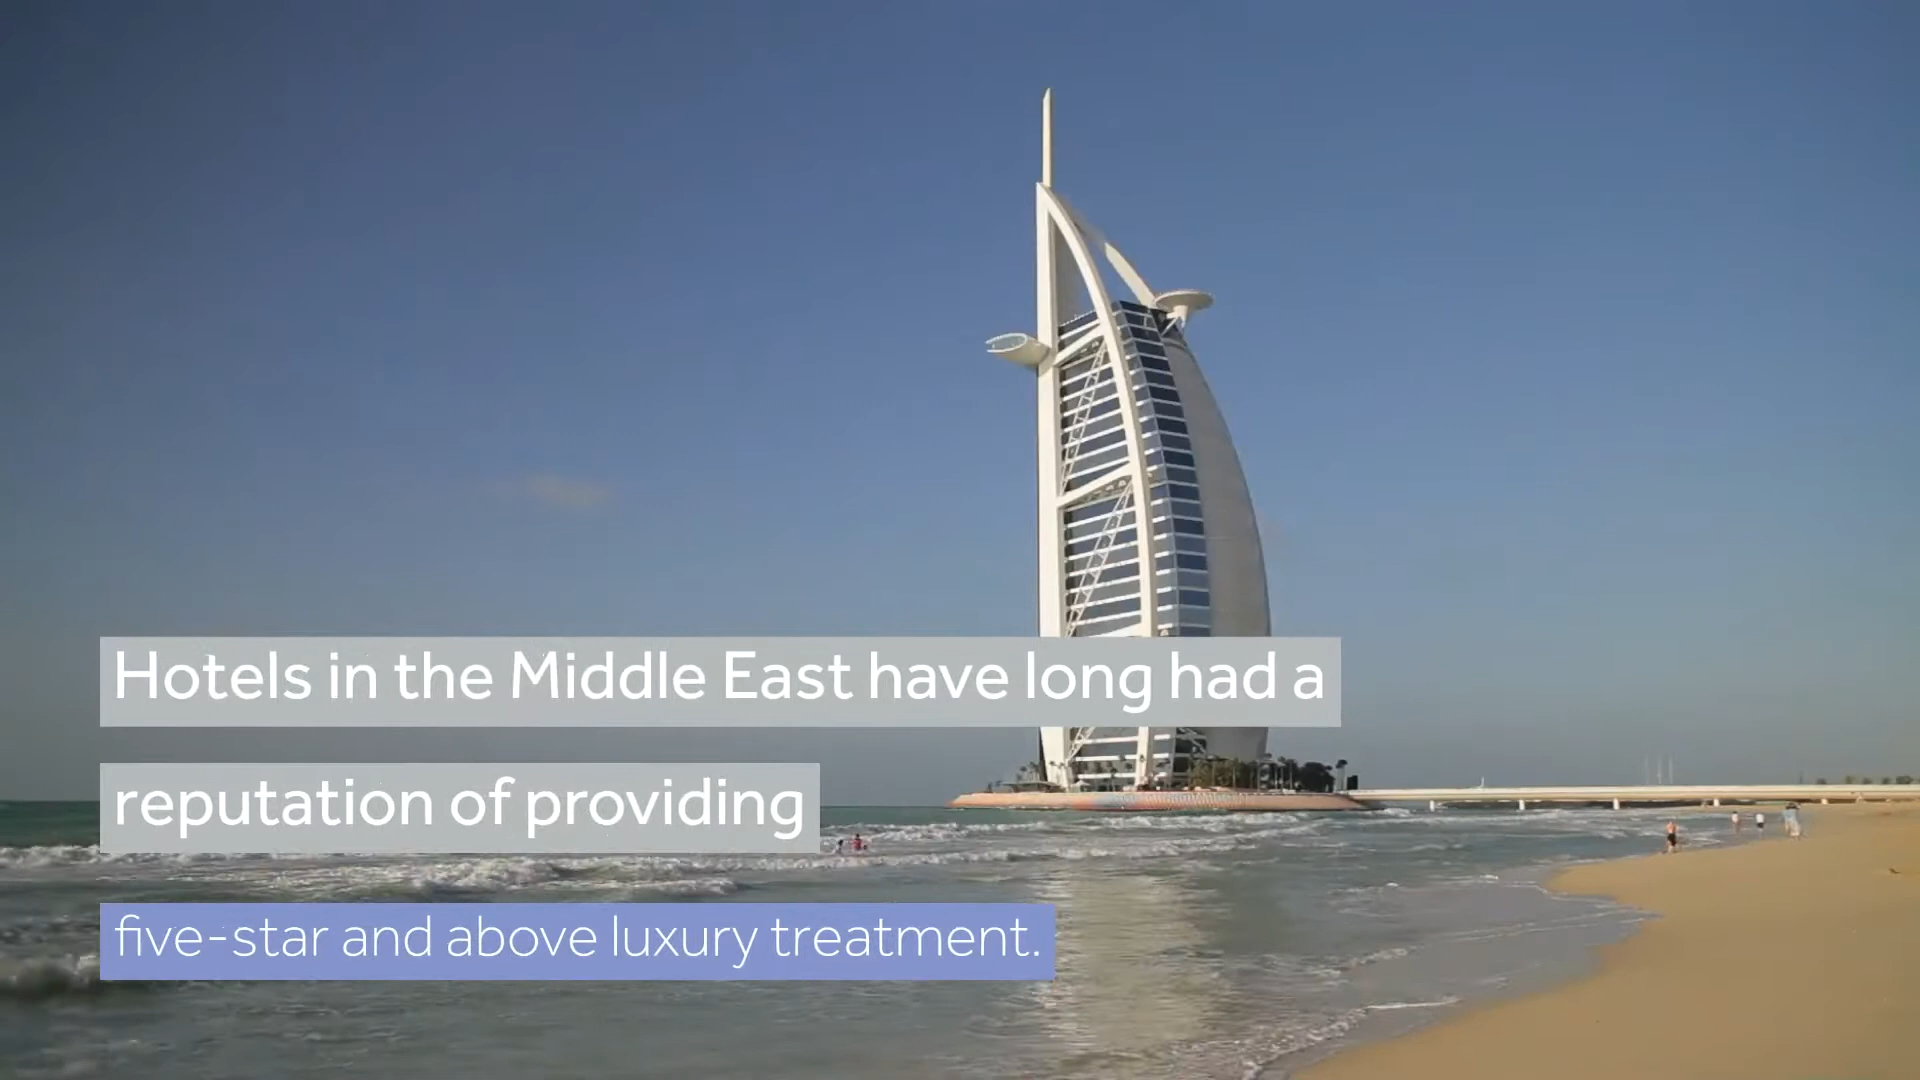 Hotels in the Middle East have long had a
reputation of providing
five-star and above luxury treatment.